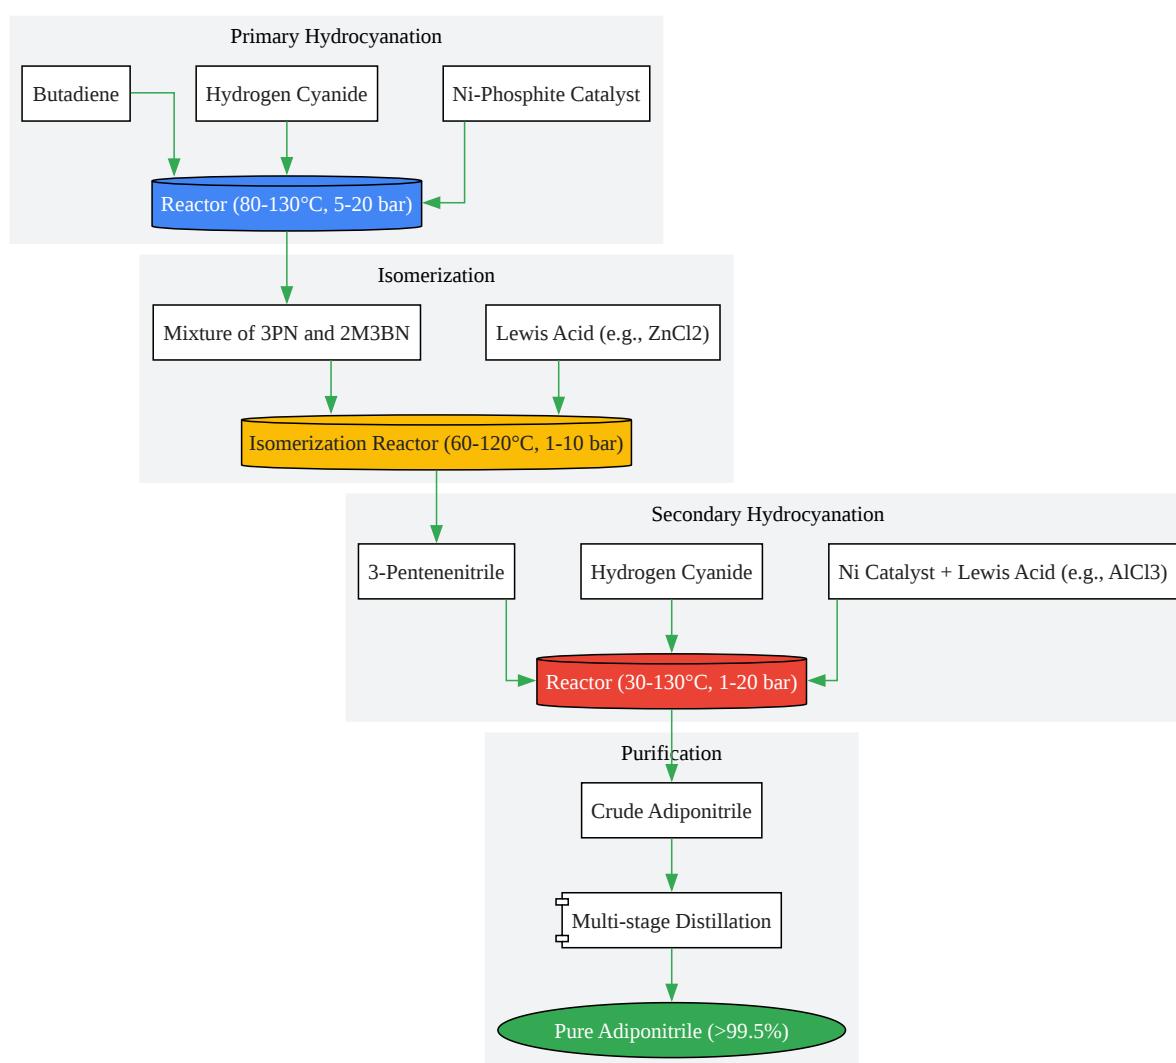 Primary Hydrocyanation
Butadiene
Hydrogen Cyanide
Ni-Phosphite Catalyst
Reactor (80-130°C, 5-20 bar)
Isomerization
Mixture of 3PN and 2M3BN
Lewis Acid (e.g., ZnCl2)
Isomerization Reactor (60-120°C, 1-10 bar)
Secondary Hydrocyanation
3-Pentenenitrile
Hydrogen Cyanide
Ni Catalyst + Lewis Acid (e.g., AlCl3)
Reactor (30-130°C, 1-20 bar)
Purification
Crude Adiponitrile
Multi-stage Distillation
Pure Adiponitrile (>99.5%)